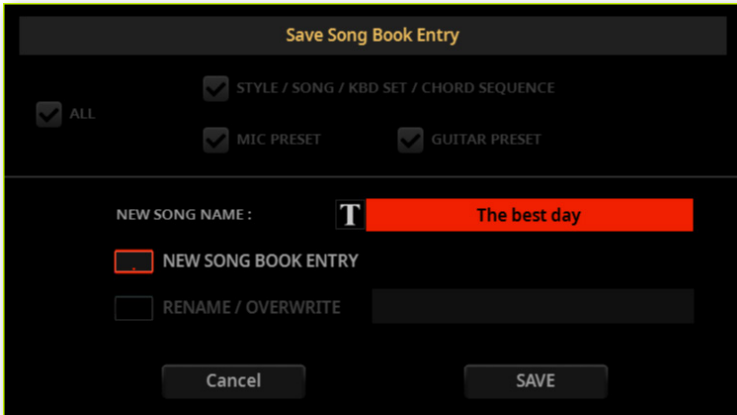 Save Song Book Entry
STYLE / SONG / KBD SET / CHORD SEQUENCE
ALL
MIC PRESET GUITAR PRESET
NEW SONG NAME : T The best day
NEW SONG BOOK ENTRY
RENAME / OVERWRITE
Cancel SAVE